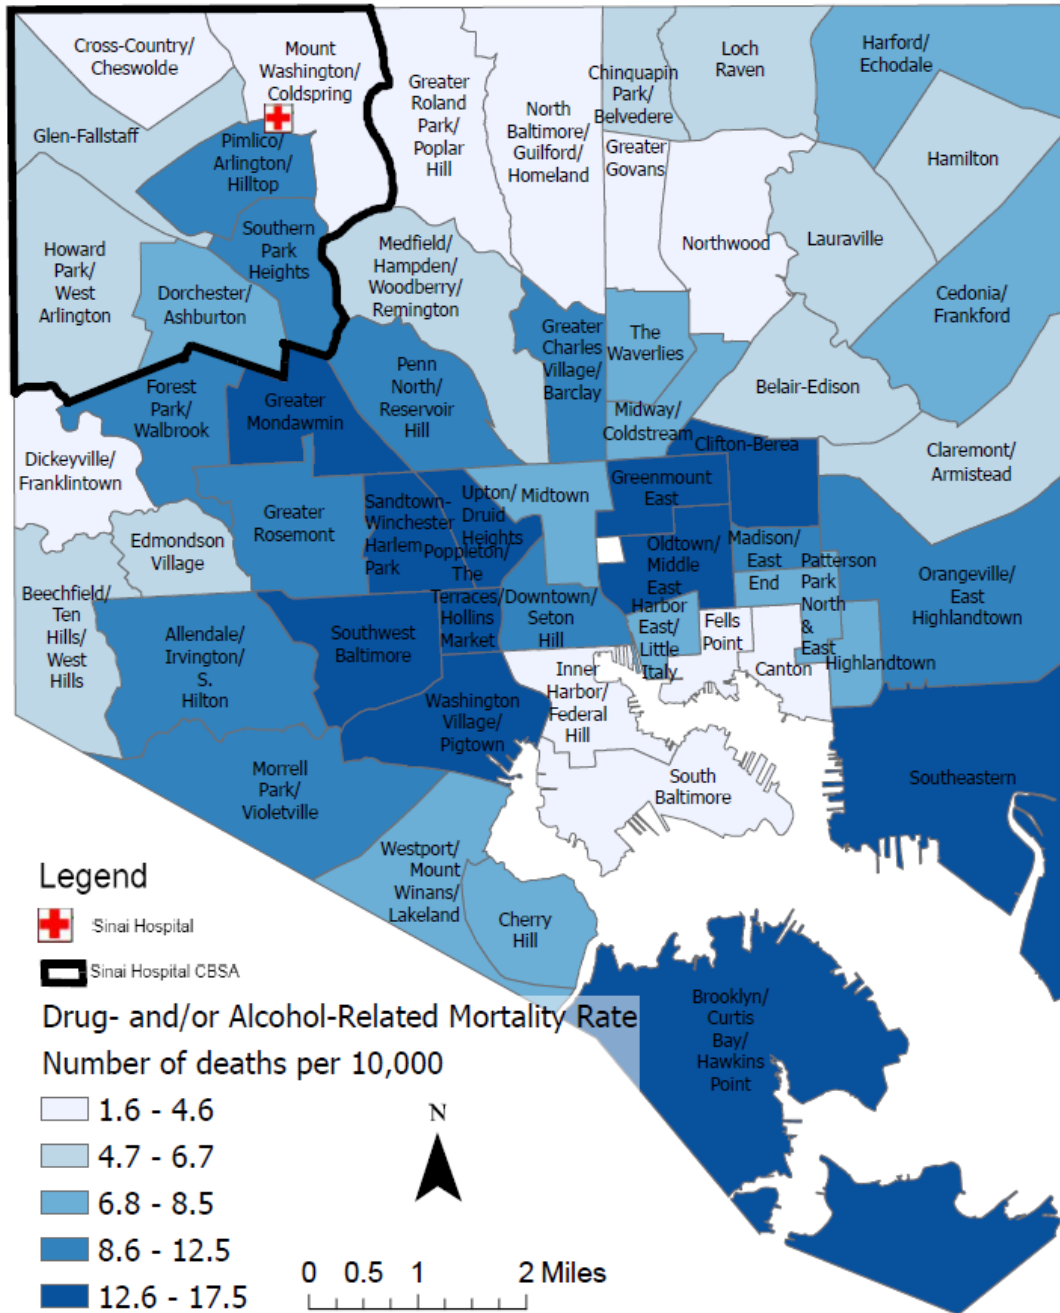 Cross-Country/
Cheswolde
Mount
Washington/
Coldspring
Greater
Roland
Park/
Poplar
Hill
North
Baltimore/
Guilford/
Homeland
Chinquapin
Park/
Belvedere
Loch
Raven
Harford/
Echodale
Glen-Fallstaff
Pimlico/
Arlington/
Hilltop
Greater
Govans
Hamilton
Howard
Park/
West
Arlington
Southern
Park
Heights
Medfield/
Hampden/
Woodberry/
Remington
Northwood
Lauraville
Dorchester/
Ashburton
Cedonia/
Frankford
Greater
Charles
Village/
Barclay
The
Waverlies
Forest
Park/
Walbrook
Greater
Mondawmin
Penn
North/
Reservoir
Hill
Belair-Edison
Midway/
Coldstream
Clifton-Berea
Claremont/
Armistead
Dickeyville/
Franklintown
Greenmount
East
Greater
Rosemont
Sandtown-
Winchester
Harlem
Park
Upton/
Druid
Heights
Midtown
Edmondson
Village
Poppleton/
The
Terraces/
Hollins
Market
Oldtown/
Middle
East
Madison/
East
End
Patterson
Park
North
&
East
Orangeville/
East
Highlandtown
Beechfield/
Ten
Hills/
West
Hills
Allendale/
Irvington/
S.
Hilton
Southwest
Baltimore
Downtown/
Seton
Hill
Harbor
East/
Little
Italy
Fells
Point
Canton
Highlandtown
Inner
Harbor/
Federal
Hill
Washington
Village/
Pigtown
Morrell
Park/
Violetville
South
Baltimore
Southeastern
Westport/
Mount
Winans/
Lakeland
Cherry
Hill
Brooklyn/
Curtis
Bay/
Hawkins
Point
Legend
Sinai Hospital
Sinai Hospital CBSA
Drug- and/or Alcohol-Related Mortality Rate
Number of deaths per 10,000
1.6 - 4.6
4.7 - 6.7
6.8 - 8.5
8.6 - 12.5
12.6 - 17.5
N
0 0.5 1 2 Miles